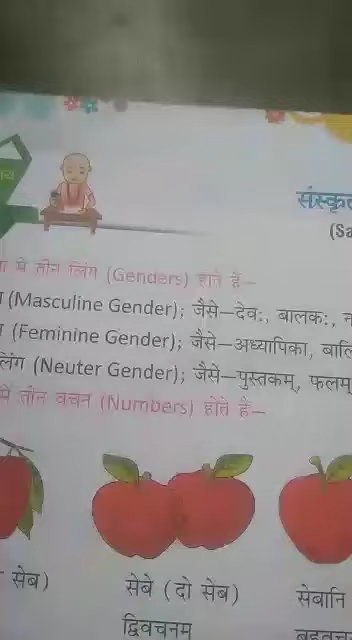 संस्कृत
(Sa
में तीन लिंग (Genders) होते हैं—
(Masculine Gender); जैसे—देवः, बालकः,
(Feminine Gender); जैसे—अध्यापिका,
लिंग (Neuter Gender); जैसे—पुस्तकम्, फलम्
में तीन वचन (Numbers) होते हैं—
सेब)
सेबे (दो सेब)
सेबानि
द्विवचनम्